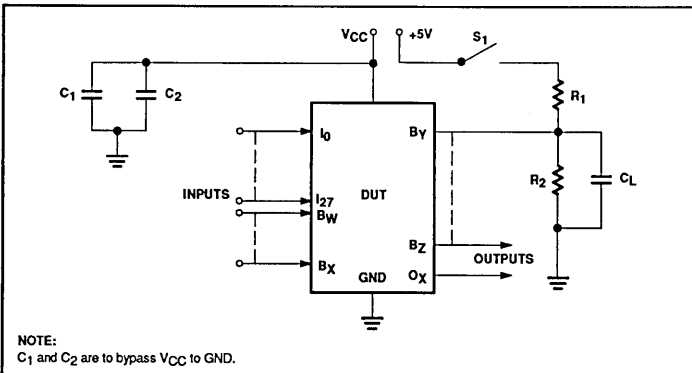 VCC
+5V
S1
C1
C2
R1
I0
BY
INPUTS
I27
BW
DUT
R2
CL
BX
BZ
OUTPUTS
GND
OX
NOTE:
C1 and C2 are to bypass VCC to GND.